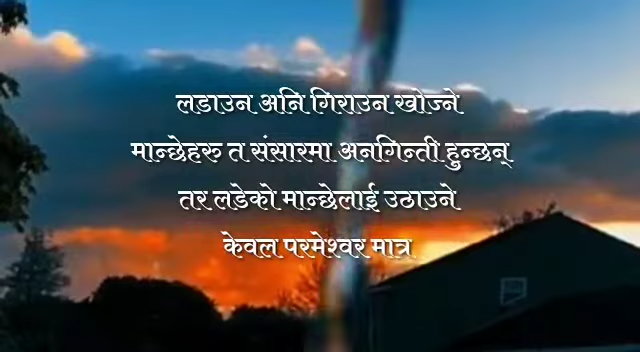 लडाउन अनि गिराउन खोज्ने
मान्छेहरु त संसारमा अनगिन्ती हुन्छन्
तर लडेको मान्छेलाई उठाउने
केवल परमेश्वर मात्र